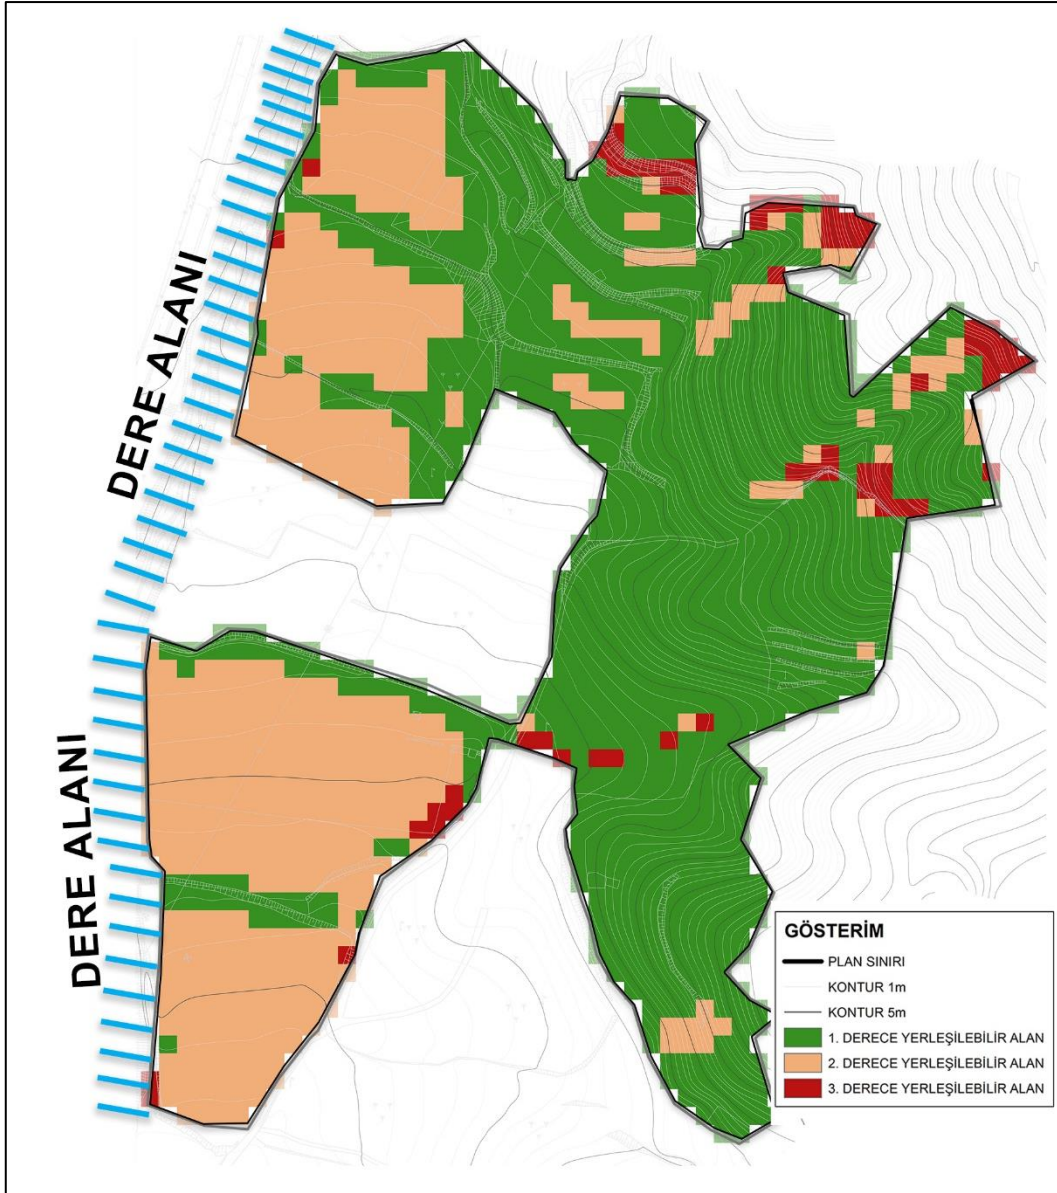 DERE ALANI
DERE ALANI
GÖSTERİM
PLAN SINIRI
KONTUR 1m
KONTUR 5m
1. DERECE YERLEŞİLEBİLİR ALAN
2. DERECE YERLEŞİLEBİLİR ALAN
3. DERECE YERLEŞİLEBİLİR ALAN